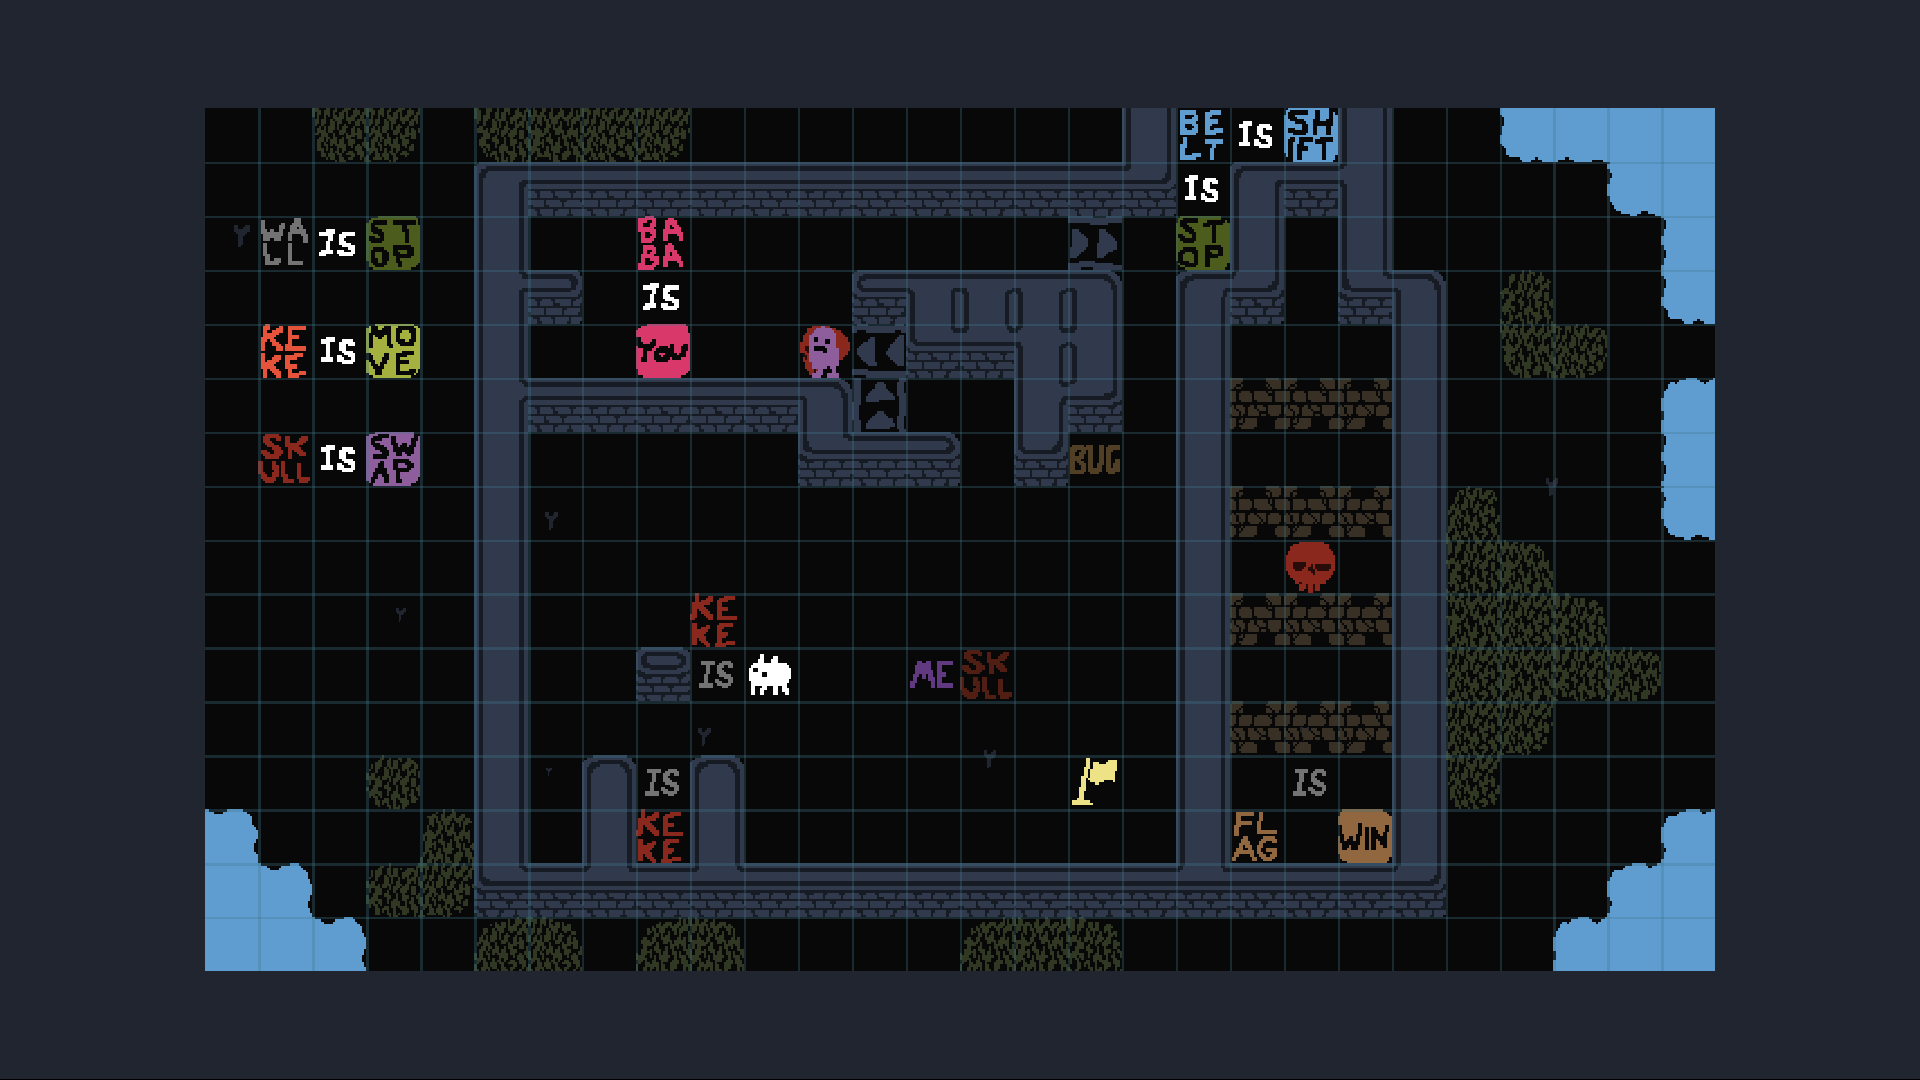 BELT IS SHIFT
IS
WALL IS STOP
BABA
STOP
IS
KEKE IS MOVE
YOU
SKULL IS SWAP
BUG
KEKE
IS
ME SKULL
IS
IS
KEKE
FLAG
WIN